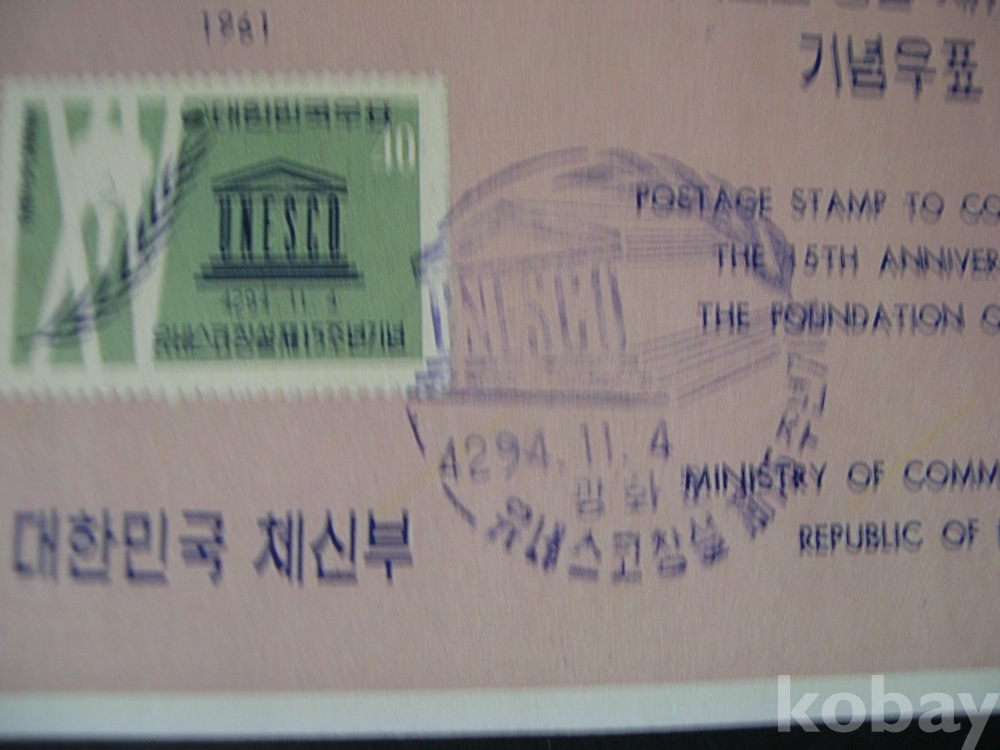 1961
기념우표
대한민국우표
40
UNESCO
4294. 11. 4
유네스코창설제15주년기념
POSTAGE STAMP TO CO
THE 15TH ANNIVER
THE FOUNDATION O
UNESCO
4294. 11. 4
광화
유네스코창설
MINISTRY OF COMM
REPUBLIC OF
대한민국 체신부
kobay